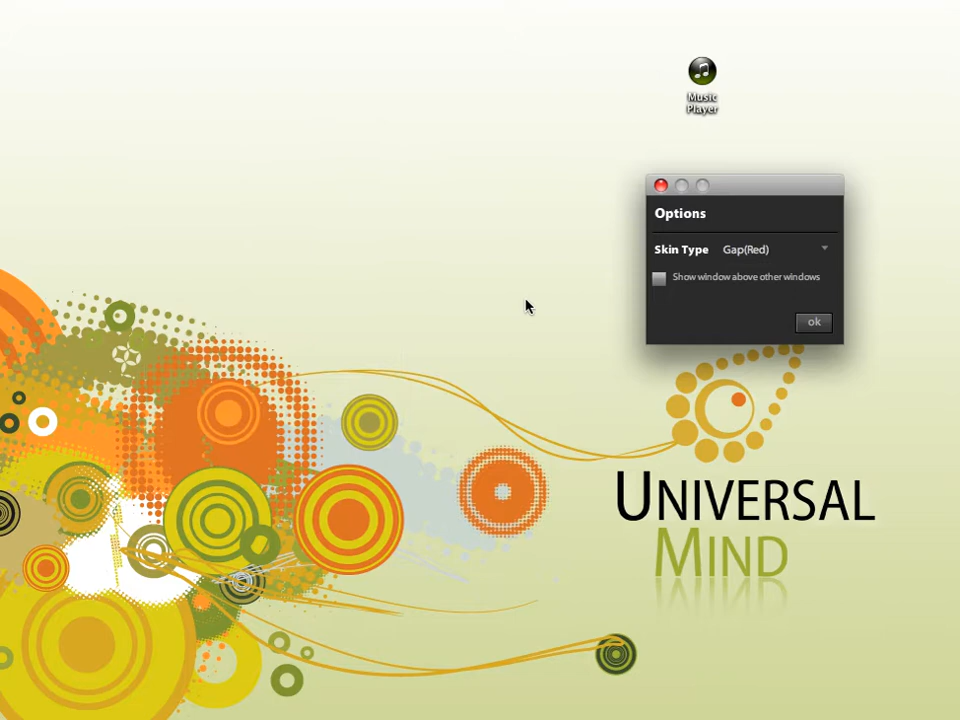 Music
Player
Options
Skin Type Gap(Red)
Show window above other windows
ok
UNIVERSAL
MIND